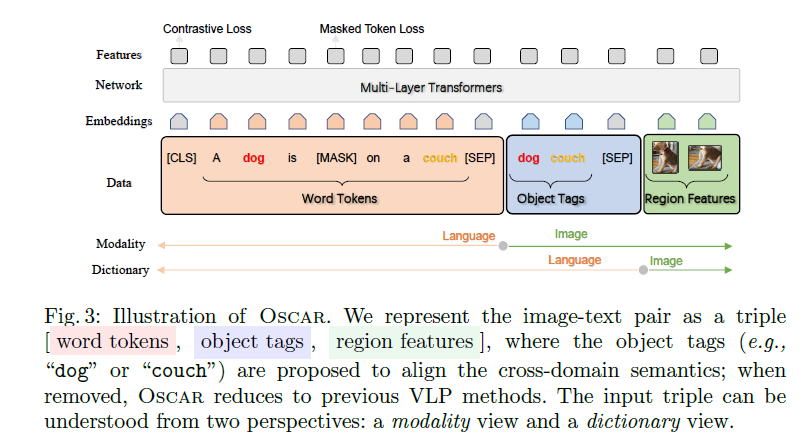 Contrastive Loss Masked Token Loss
Features
Network Multi-Layer Transformers
Embeddings
Data [CLS] A dog is [MASK] on a couch [SEP] dog couch [SEP]
Word Tokens Object Tags Region Features
Modality Language Image
Dictionary Language Image
Fig. 3: Illustration of OSCAR. We represent the image-text pair as a triple
[ word tokens , object tags , region features ], where the object tags (e.g.,
“dog” or “couch”) are proposed to align the cross-domain semantics; when
removed, OSCAR reduces to previous VLP methods. The input triple can be
understood from two perspectives: a modality view and a dictionary view.